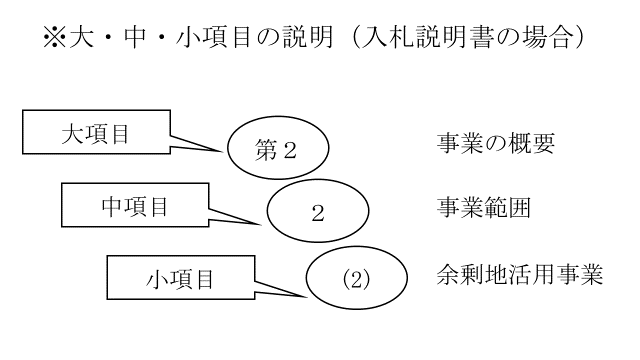 ※大・中・小項目の説明（入札説明書の場合）
大項目 第２ 事業の概要
中項目 ２ 事業範囲
小項目 (2) 余剰地活用事業